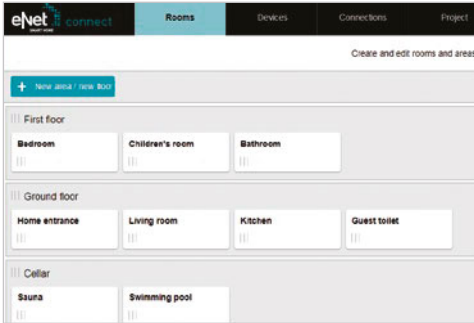 eNet connect
SMART HOME
Rooms Devices Connections Project
Create and edit rooms and areas
+ New area / new floor
First floor
Bedroom Children's room Bathroom
Ground floor
Home entrance Living room Kitchen Guest toilet
Cellar
Sauna Swimming pool